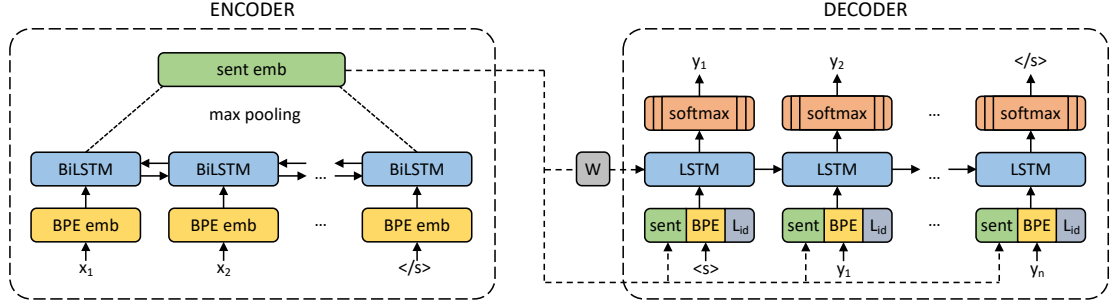 ENCODER
DECODER
sent emb
max pooling
BiLSTM BiLSTM ... BiLSTM
BPE emb BPE emb ... BPE emb
x1 x2 </s>
y1 y2 </s>
softmax softmax ... softmax
W LSTM LSTM ... LSTM
sent BPE Lid sent BPE Lid ... sent BPE Lid
<s> y1 yn